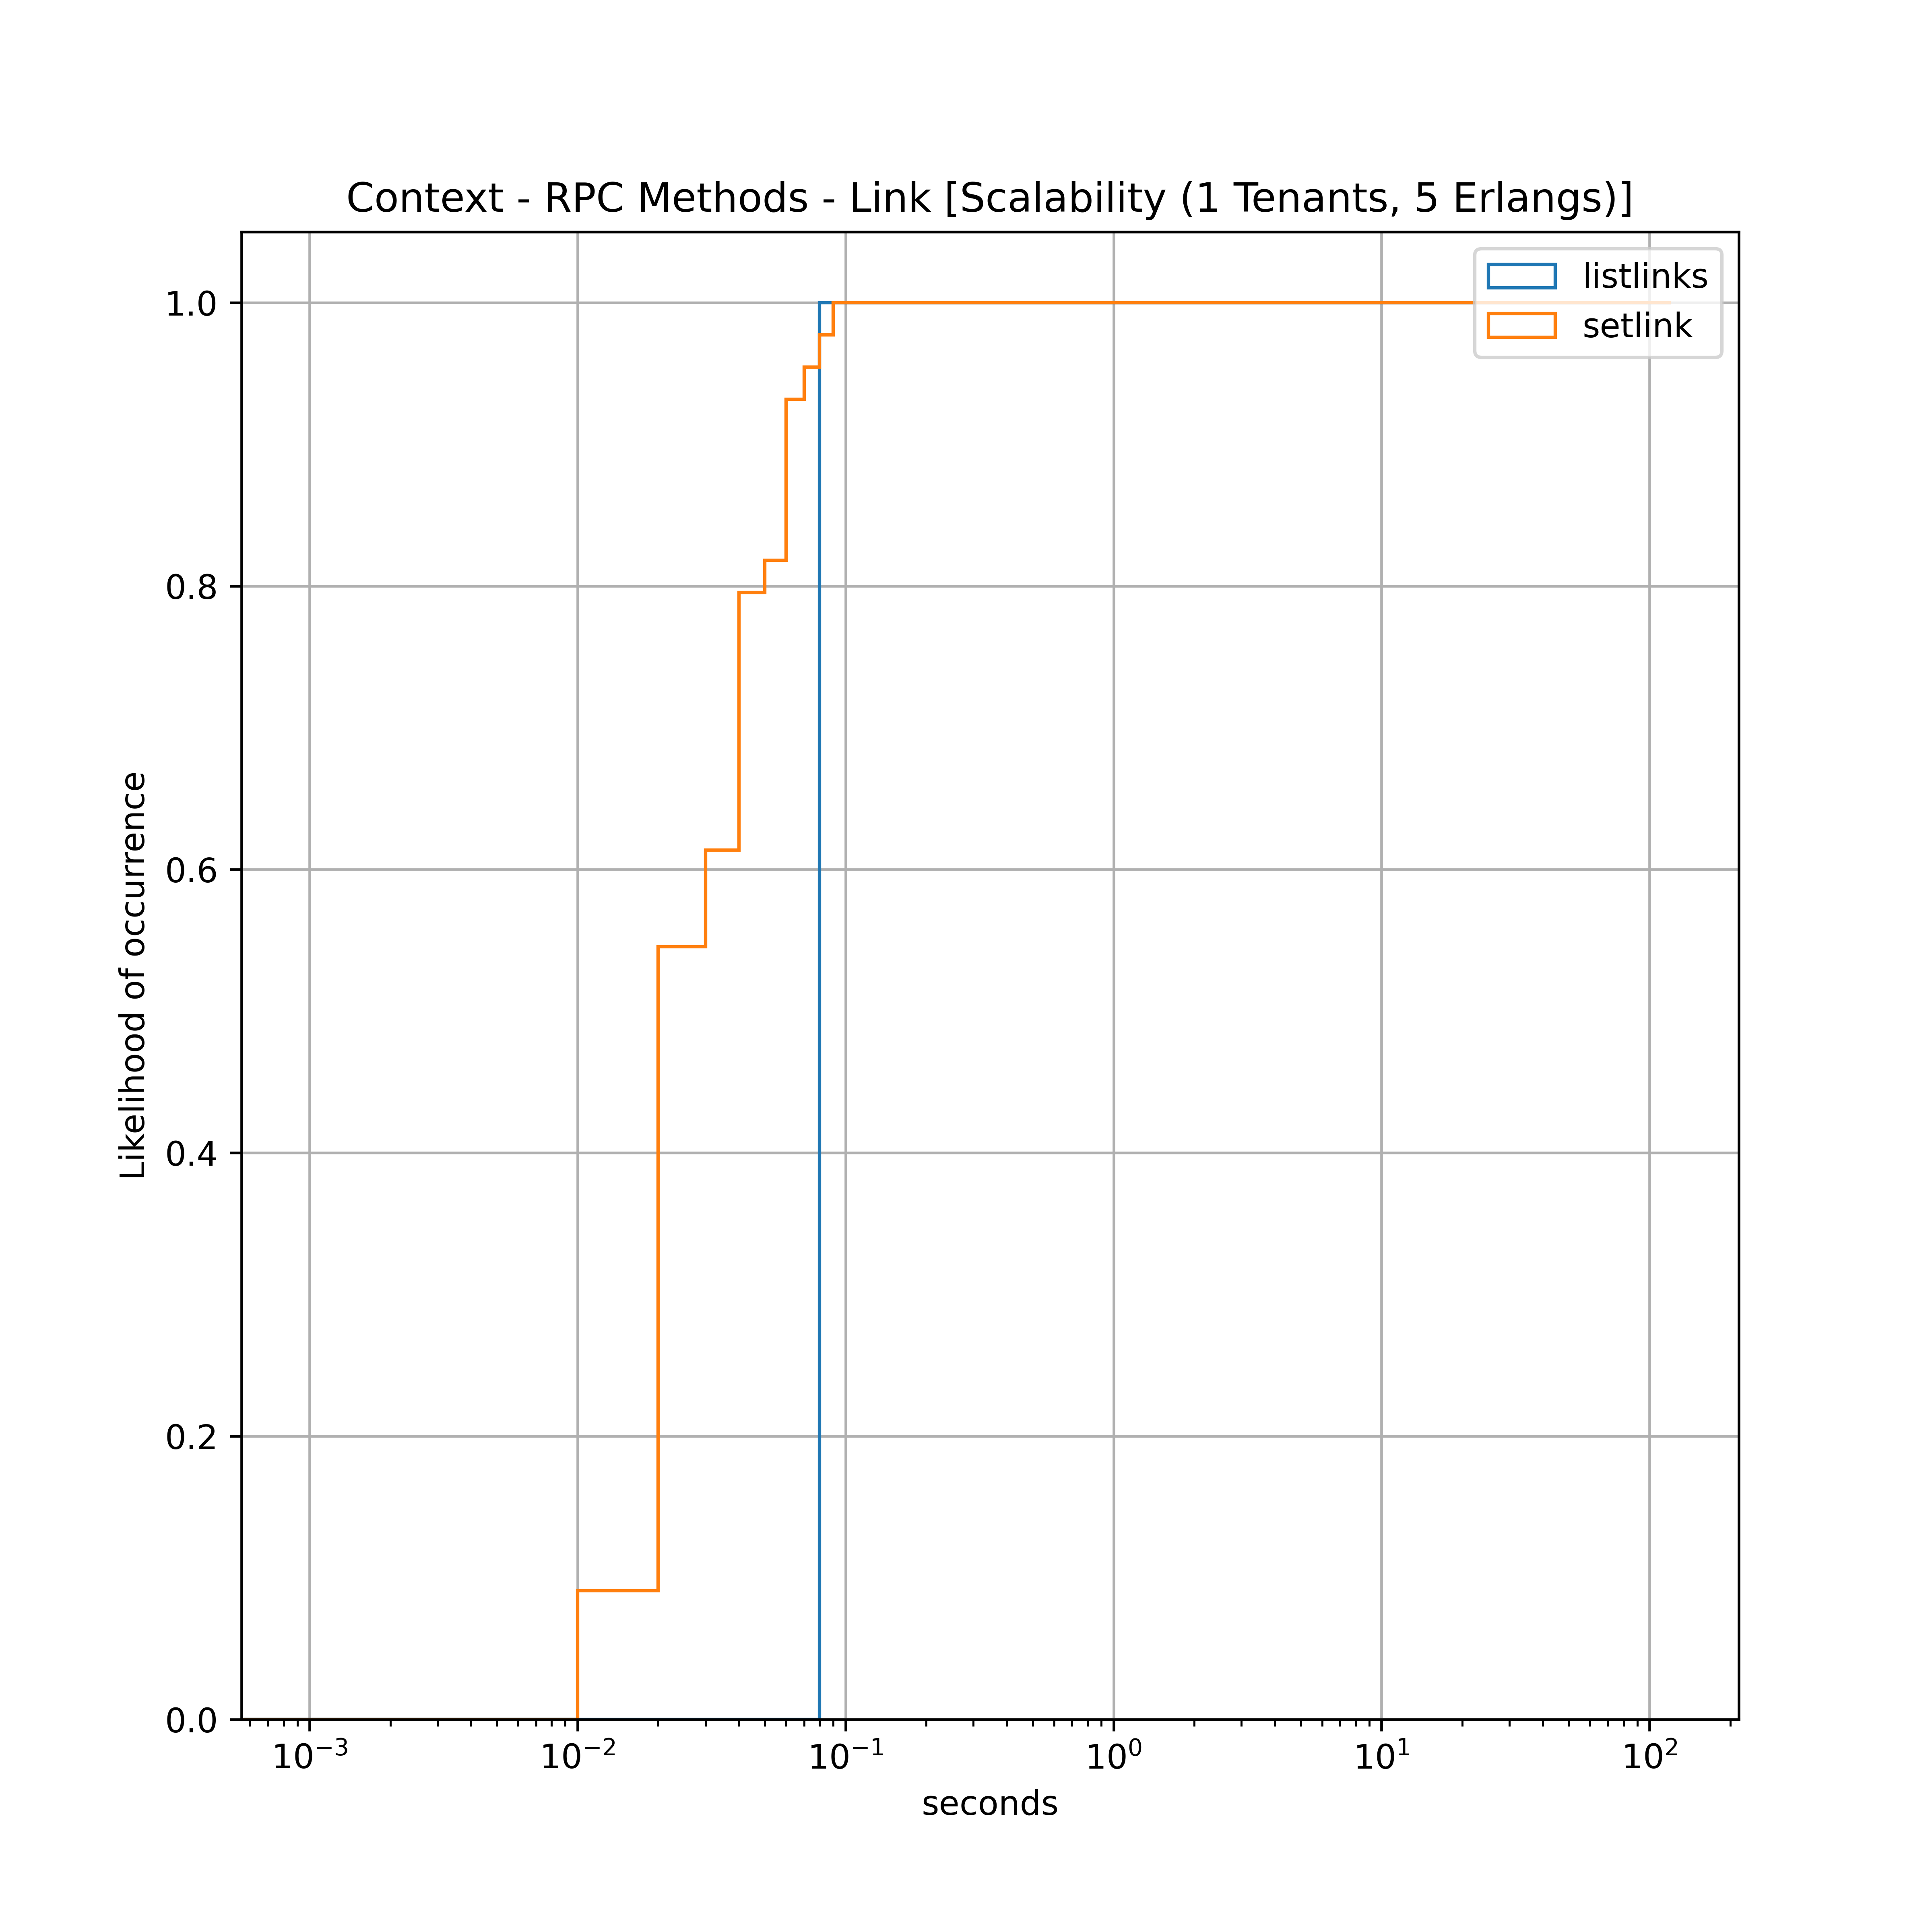 Context - RPC Methods - Link [Scalability (1 Tenants, 5 Erlangs)]
listlinks
setlink
1.0
0.8
0.6
0.4
0.2
0.0
Likelihood of occurrence
10⁻³ 10⁻² 10⁻¹ 10⁰ 10¹ 10²
seconds